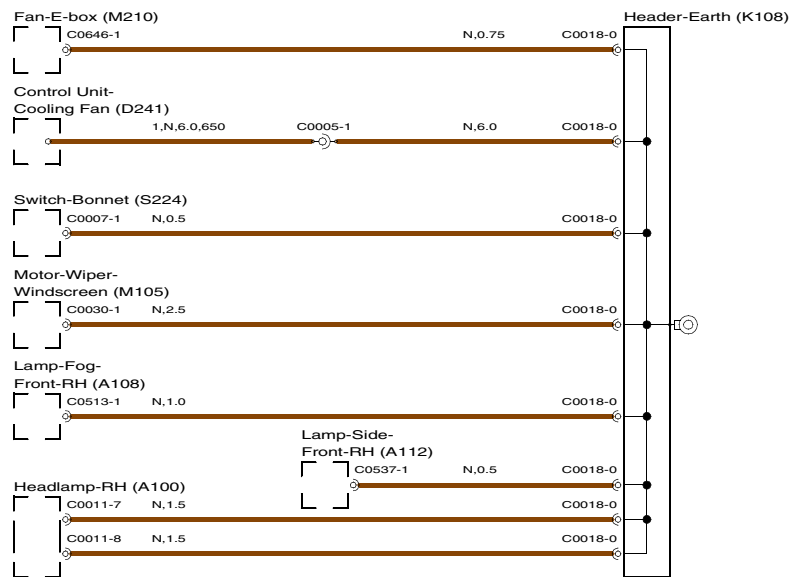 Fan-E-box (M210)
Header-Earth (K108)
C0646-1 N,0.75 C0018-0
Control Unit-
Cooling Fan (D241)
1,N,6.0,650 C0005-1 N,6.0 C0018-0
Switch-Bonnet (S224)
C0007-1 N,0.5 C0018-0
Motor-Wiper-
Windscreen (M105)
C0030-1 N,2.5 C0018-0
Lamp-Fog-
Front-RH (A108)
C0513-1 N,1.0 C0018-0
Lamp-Side-
Front-RH (A112)
C0537-1 N,0.5 C0018-0
Headlamp-RH (A100)
C0011-7 N,1.5 C0018-0
C0011-8 N,1.5 C0018-0